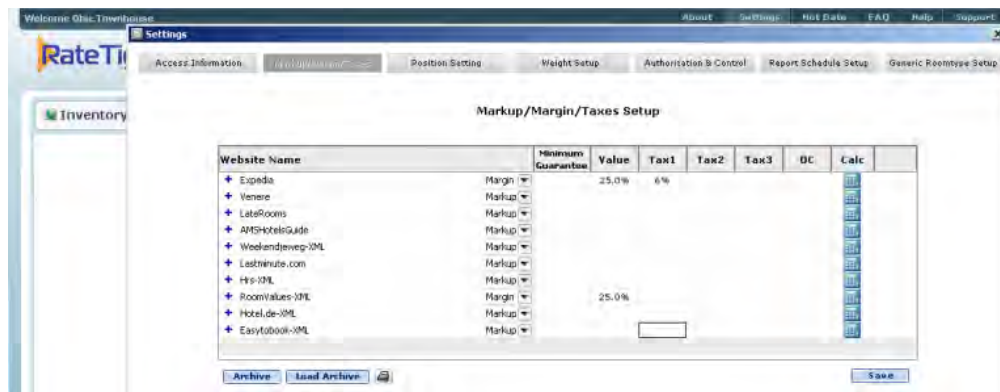 Welcome Obic Townhouse About Settings Hot Date FAQ Help Support
Settings
RateTi
Access Information Position Setting Weight Setup Authorisation & Control Report Schedule Setup Generic Roomtype Setup
Inventory
Markup/Margin/Taxes Setup
Website Name Minimum Guarantee Value Tax1 Tax2 Tax3 OC Calc
Expedia Margin 25.0% 6%
Venere Markup
LateRooms Markup
AMSHotelsGuide Markup
Weekendjeweg-XML Markup
Lastminute.com Markup
Hrs-XML Markup
RoomValues-XML Margin 25.0%
Hotel.de-XML Markup
Easytobook-XML Markup
Archive Load Archive Save